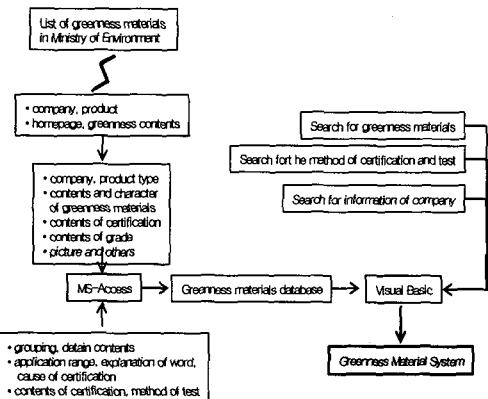 List of greenness materials
in Ministry of Environment
• company, product
• homepage, greenness contents
• company, product type
• contents and character
of greenness materials
• contents of certification
• contents of grade
• picture and others
Search for greenness materials
Search fort he method of certification and test
Search for information of company
MS-Access
Greenness materials database
Visual Basic
• grouping, detain contents
• application range, explanation of word,
cause of certification
• contents of certification, method of test
Greenness Material System